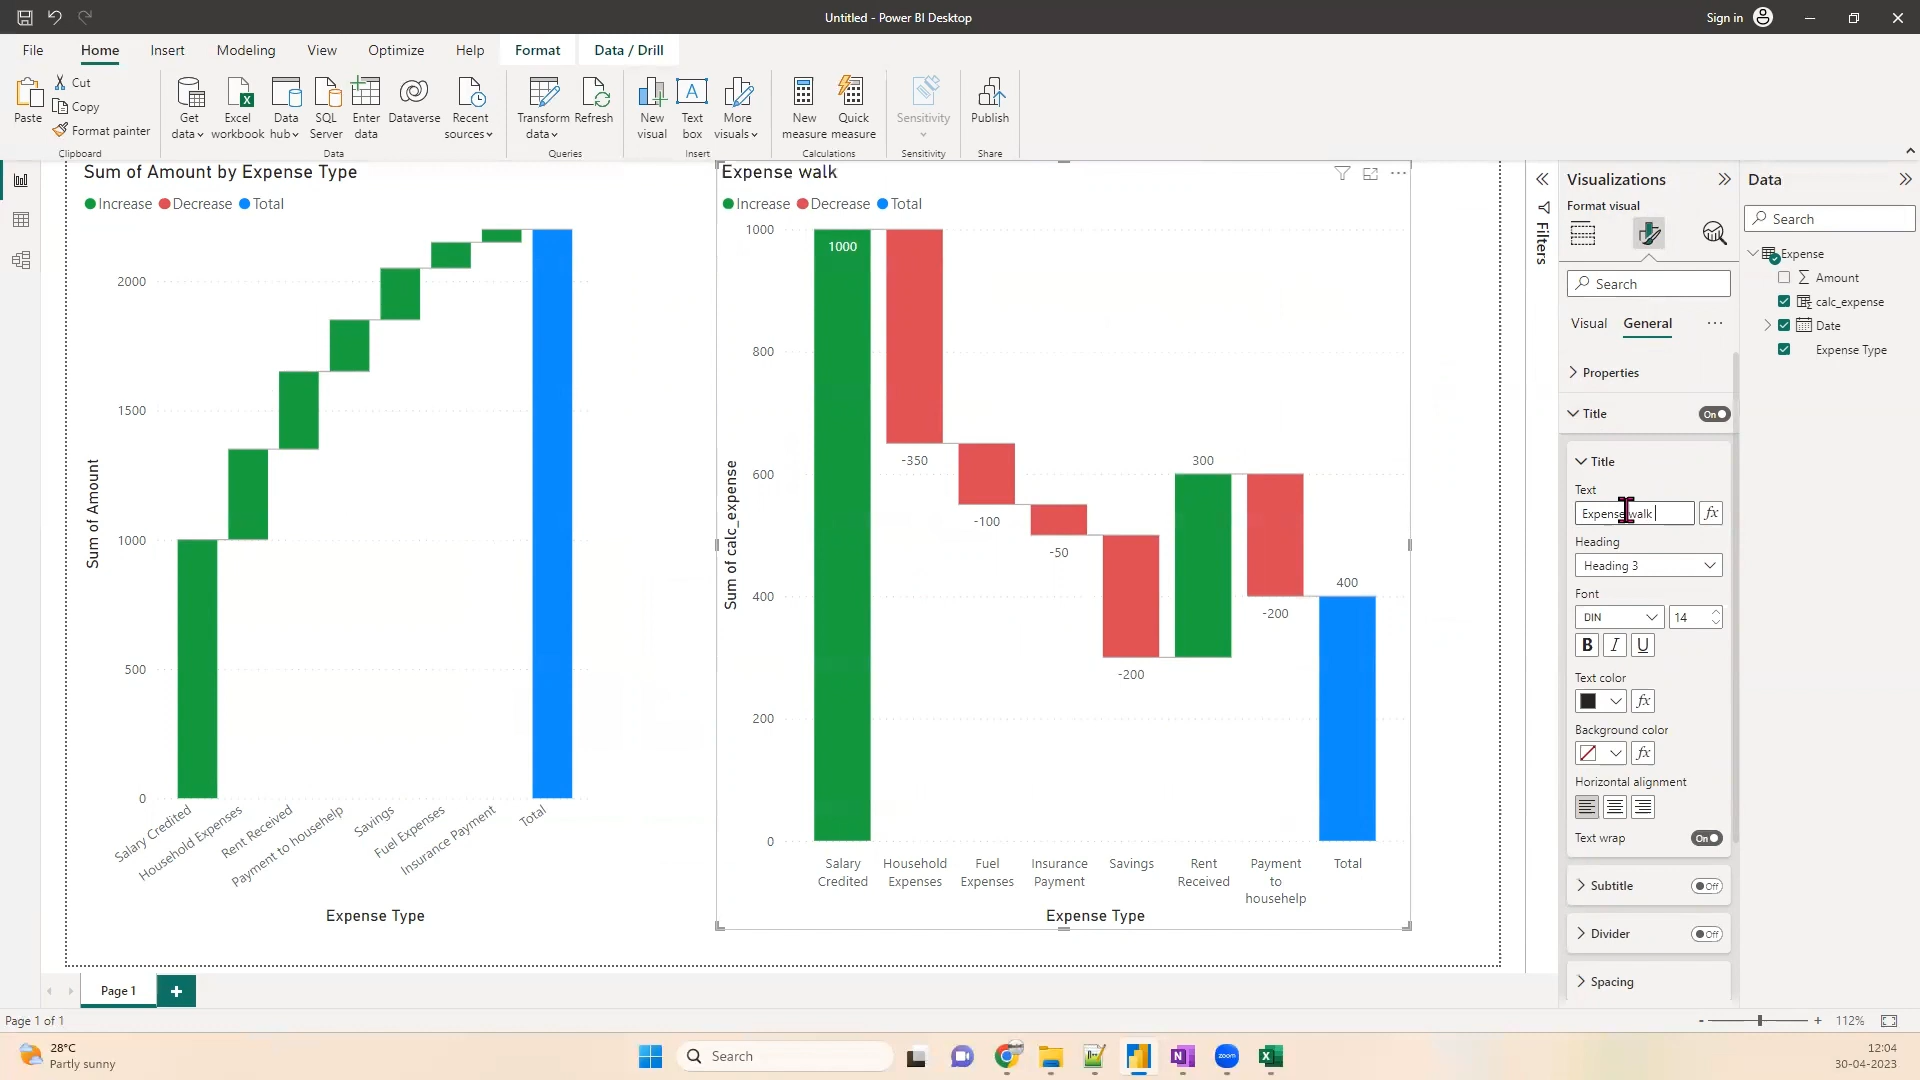 Untitled - Power BI Desktop
Sign in
File Home Insert Modeling View Optimize Help Format Data / Drill
Paste
Cut
Copy
Format painter
Clipboard
Get data
Excel workbook
Data hub
SQL Server
Enter data
Dataverse
Recent sources
Data
Transform data
Refresh
Queries
New visual
Text box
More visuals
Insert
New measure
Quick measure
Calculations
Sensitivity
Sensitivity
Publish
Share
Sum of Amount by Expense Type
Increase Decrease Total
2000
1500
1000
500
0
Sum of Amount
Salary Credited
Household Expenses
Rent Received
Payment to househelp
Savings
Fuel Expenses
Insurance Payment
Total
Expense Type
Expense walk
Increase Decrease Total
1000
800
600
400
200
0
Sum of calc_expense
1000
-350
-100
-50
-200
300
-200
400
Salary Credited
Household Expenses
Fuel Expenses
Insurance Payment
Savings
Rent Received
Payment to househelp
Total
Expense Type
Filters
Visualizations
Format visual
Search
Visual General
Properties
Title On
Title
Text
Expense walk
fx
Heading
Heading 3
Font
DIN 14
B I U
Text color
fx
Background color
fx
Horizontal alignment
Text wrap On
Subtitle Off
Divider Off
Spacing
Data
Search
Expense
Amount
calc_expense
Date
Expense Type
Page 1
Page 1 of 1
- + 112%
28°C
Partly sunny
Search
zoom
12:04
30-04-2023